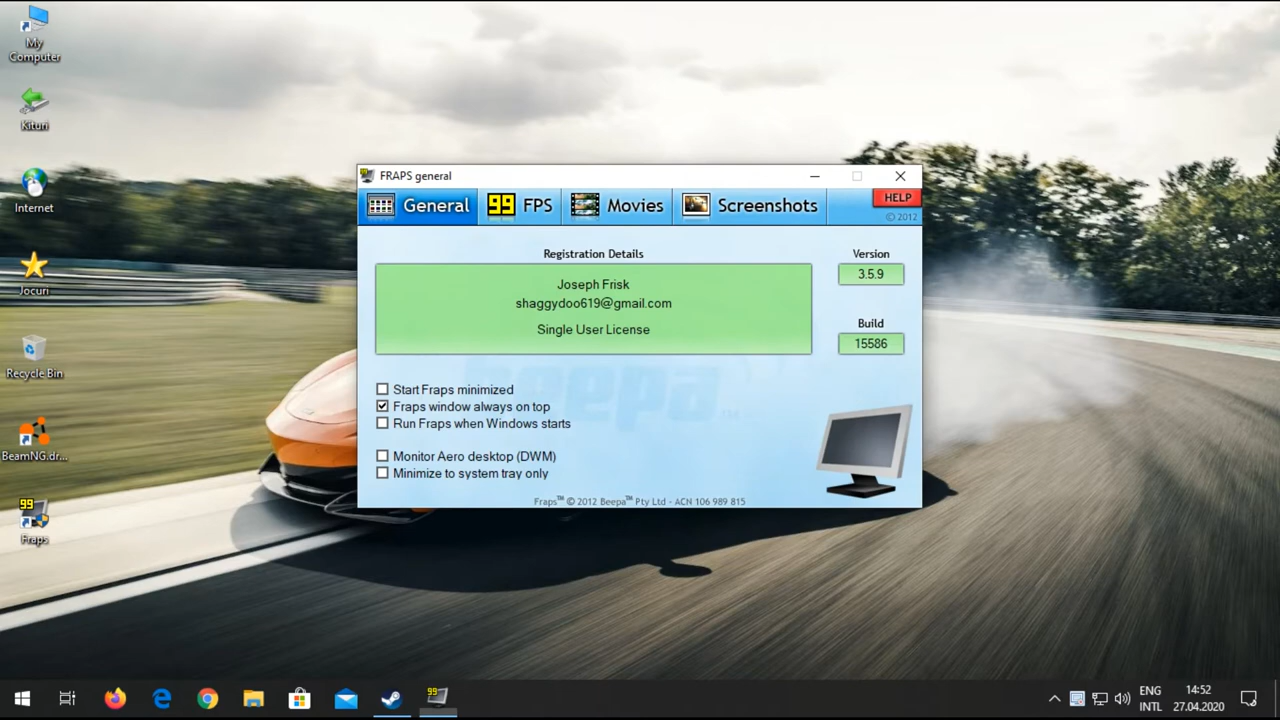 My
Computer
Kituri
Internet
Jocuri
Recycle Bin
BeamNG.dr...
99
Fraps
FRAPS general
General
99 FPS
Movies
Screenshots
HELP
© 2012
Registration Details
Joseph Frisk
shaggydoo619@gmail.com
Single User License
Version
3.5.9
Build
15586
beepa™
Start Fraps minimized
Fraps window always on top
Run Fraps when Windows starts
Monitor Aero desktop (DWM)
Minimize to system tray only
Fraps™ © 2012 Beepa™ Pty Ltd - ACN 106 989 815
99
ENG
INTL
14:52
27.04.2020